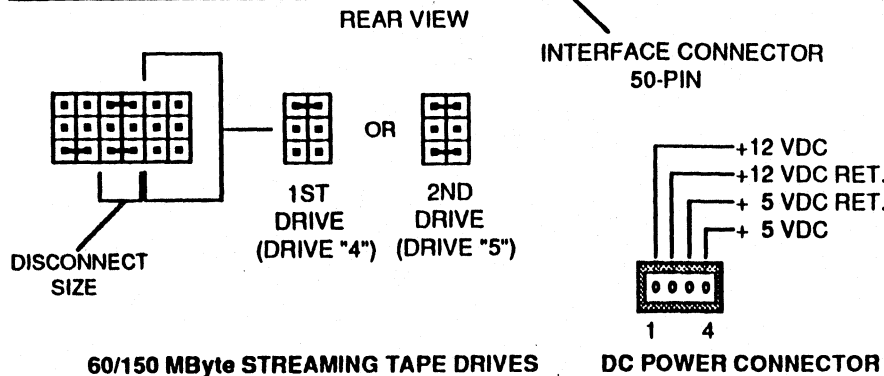 REAR VIEW
INTERFACE CONNECTOR
50-PIN
OR
1ST
DRIVE
(DRIVE "4")
2ND
DRIVE
(DRIVE "5")
DISCONNECT
SIZE
+12 VDC
+12 VDC RET.
+ 5 VDC RET.
+ 5 VDC
1 4
60/150 MByte STREAMING TAPE DRIVES
DC POWER CONNECTOR